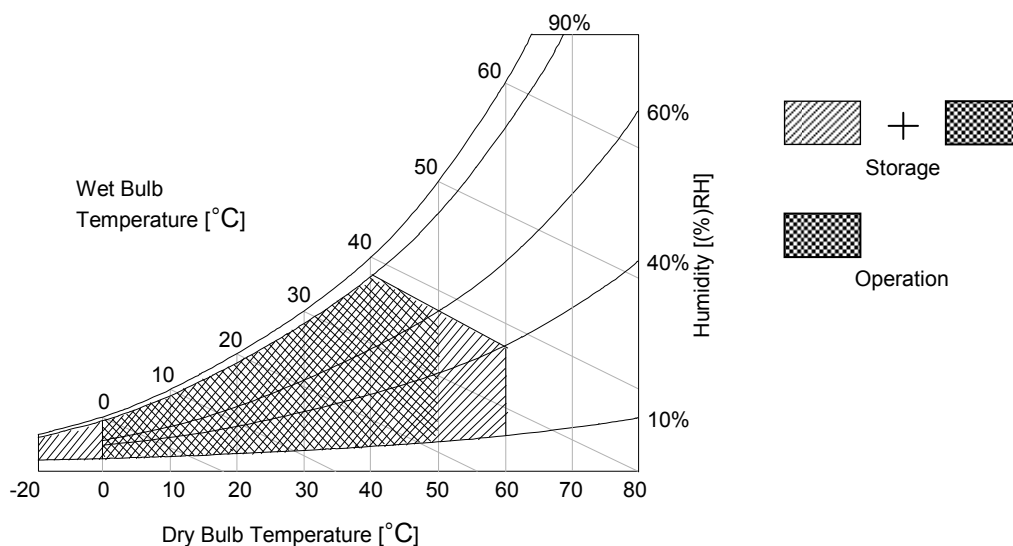 90%
60
60%
50
Wet Bulb
Temperature [°C]
40
40%
30
20
10
0
10%
Humidity [(%)RH]
-20 0 10 20 30 40 50 60 70 80
Dry Bulb Temperature [°C]
+
Storage
Operation